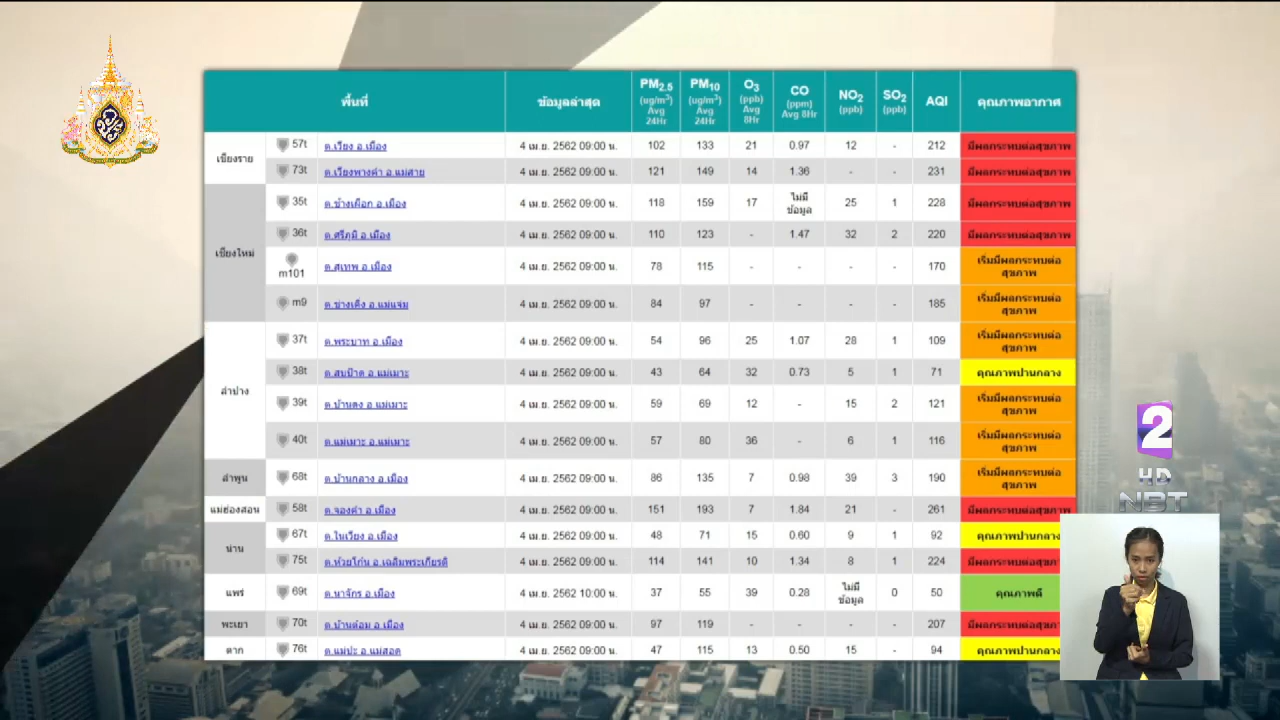 พื้นที่ ข้อมูลล่าสุด PM2.5 (ug/m3) Avg 24Hr PM10 (ug/m3) Avg 24Hr O3 (ppb) Avg 8Hr CO (ppm) Avg 8Hr NO2 (ppb) SO2 (ppb) AQI คุณภาพอากาศ
เชียงราย 57t ต.เวียง อ.เมือง 4 เม.ย. 2562 09:00 น. 102 133 21 0.97 12 - 212 มีผลกระทบต่อสุขภาพ
73t ต.เวียงพางคำ อ.แม่สาย 4 เม.ย. 2562 09:00 น. 121 149 14 1.36 - - 231 มีผลกระทบต่อสุขภาพ
เชียงใหม่ 35t ต.ช้างเผือก อ.เมือง 4 เม.ย. 2562 09:00 น. 118 159 17 ไม่มีข้อมูล 25 1 228 มีผลกระทบต่อสุขภาพ
36t ต.ศรีภูมิ อ.เมือง 4 เม.ย. 2562 09:00 น. 110 123 - 1.47 32 2 220 มีผลกระทบต่อสุขภาพ
m101 ต.สุเทพ อ.เมือง 4 เม.ย. 2562 09:00 น. 78 115 - - - - 170 เริ่มมีผลกระทบต่อสุขภาพ
m9 ต.ช่างเคิ่ง อ.แม่แจ่ม 4 เม.ย. 2562 09:00 น. 84 97 - - - - 185 เริ่มมีผลกระทบต่อสุขภาพ
ลำปาง 37t ต.พระบาท อ.เมือง 4 เม.ย. 2562 09:00 น. 54 96 25 1.07 28 1 109 เริ่มมีผลกระทบต่อสุขภาพ
38t ต.สบป้าด อ.แม่เมาะ 4 เม.ย. 2562 09:00 น. 43 64 32 0.73 5 1 71 คุณภาพปานกลาง
39t ต.บ้านดง อ.แม่เมาะ 4 เม.ย. 2562 09:00 น. 59 69 12 - 15 2 121 เริ่มมีผลกระทบต่อสุขภาพ
40t ต.แม่เมาะ อ.แม่เมาะ 4 เม.ย. 2562 09:00 น. 57 80 36 - 6 1 116 เริ่มมีผลกระทบต่อสุขภาพ
ลำพูน 68t ต.บ้านกลาง อ.เมือง 4 เม.ย. 2562 09:00 น. 86 135 7 0.98 39 3 190 เริ่มมีผลกระทบต่อสุขภาพ
แม่ฮ่องสอน 58t ต.จองคำ อ.เมือง 4 เม.ย. 2562 09:00 น. 151 193 7 1.84 21 - 261 มีผลกระทบต่อสุขภาพ
น่าน 67t ต.ในเวียง อ.เมือง 4 เม.ย. 2562 09:00 น. 48 71 15 0.60 9 1 92 คุณภาพปานกลาง
75t ต.ห้วยโก๋น อ.เฉลิมพระเกียรติ 4 เม.ย. 2562 09:00 น. 114 141 10 1.34 8 1 224 มีผลกระทบต่อสุขภา
แพร่ 69t ต.นาจักร อ.เมือง 4 เม.ย. 2562 10:00 น. 37 55 39 0.28 ไม่มีข้อมูล 0 50 คุณภาพดี
พะเยา 70t ต.บ้านต๋อม อ.เมือง 4 เม.ย. 2562 09:00 น. 97 119 - - - - 207 มีผลกระทบต่อสุขภา
ตาก 76t ต.แม่ปะ อ.แม่สอด 4 เม.ย. 2562 09:00 น. 47 115 13 0.50 15 - 94 คุณภาพปานกลาง
2
HD
NBT